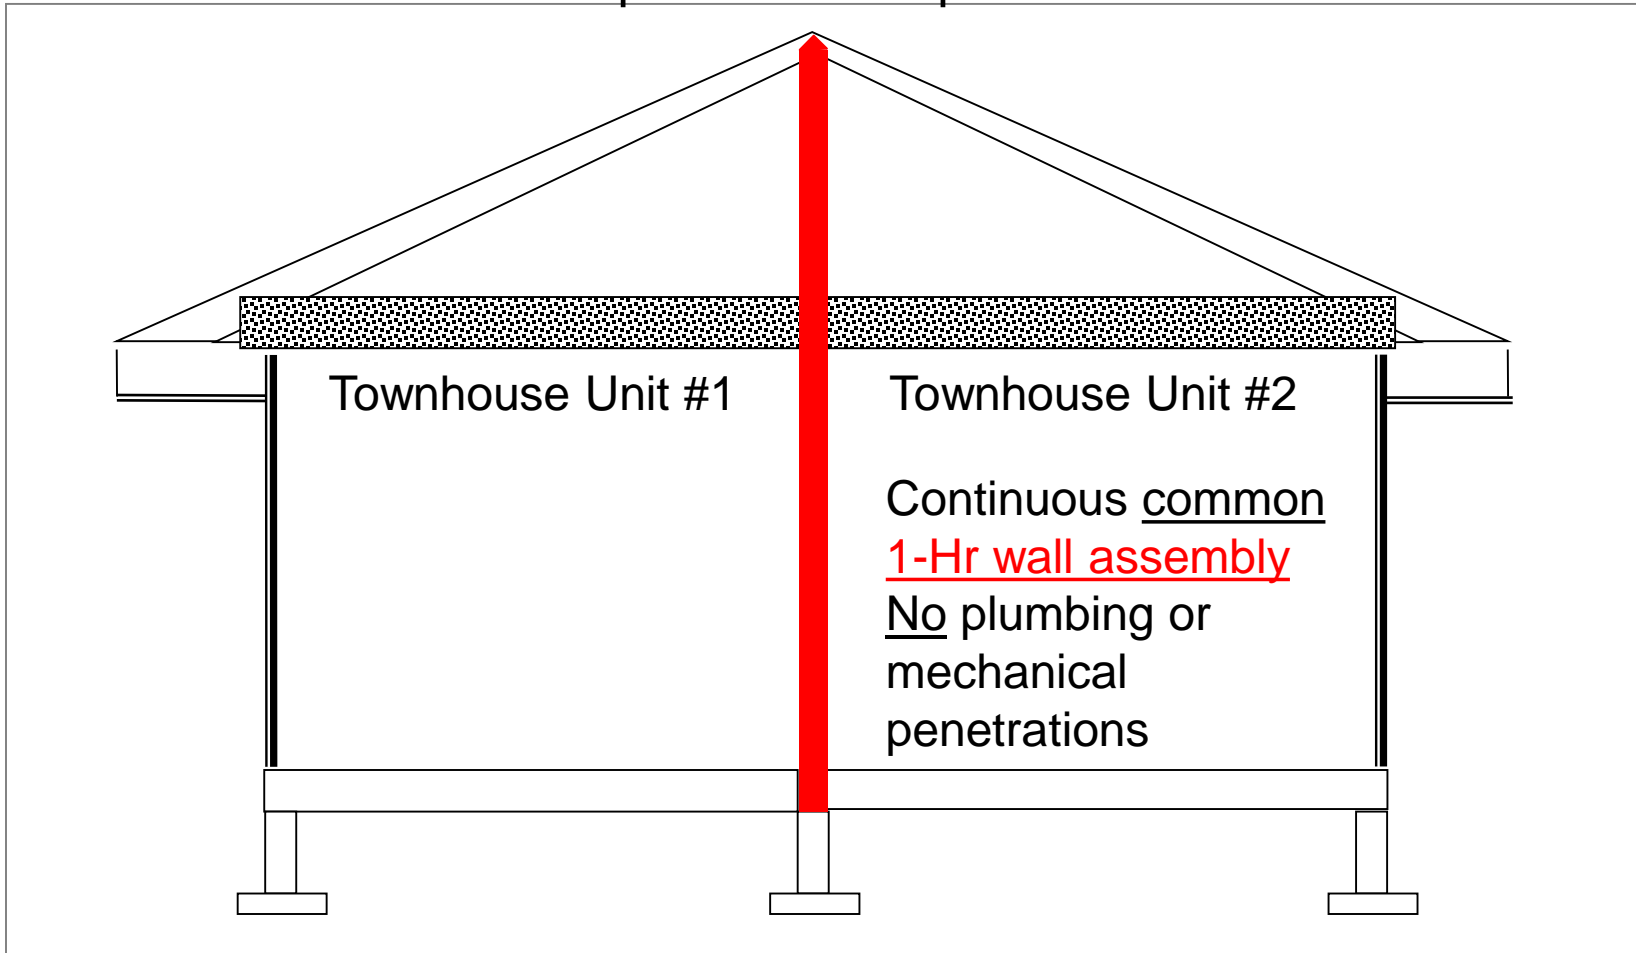 Townhouse Unit #1
Townhouse Unit #2
Continuous common
1-Hr wall assembly
No plumbing or
mechanical
penetrations